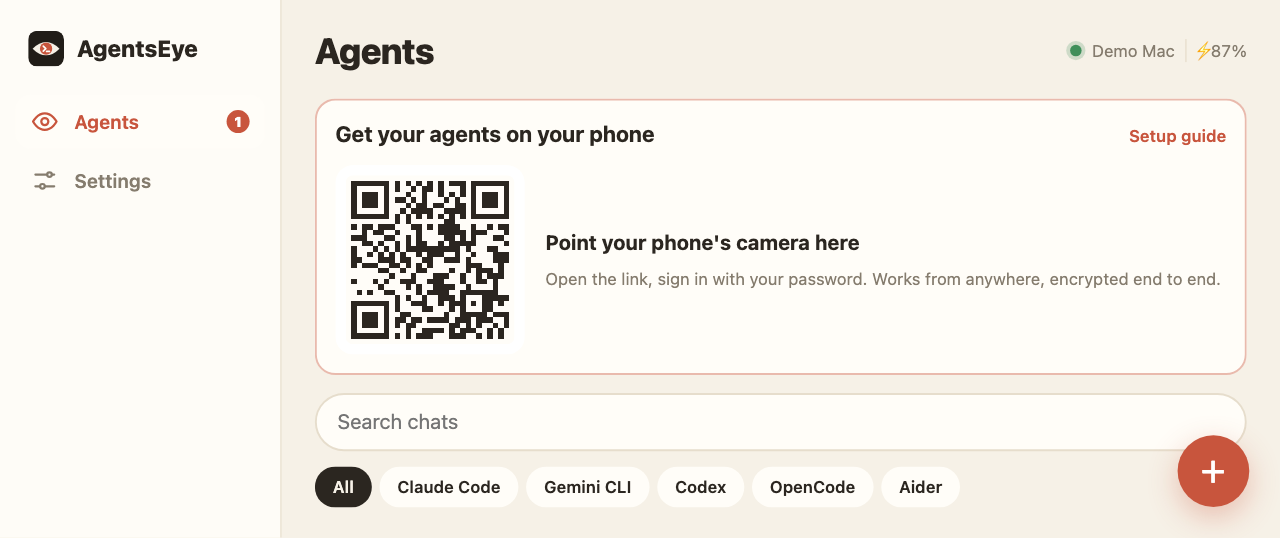 AgentsEye
Agents
1
Settings
Agents
Demo Mac
87%
Get your agents on your phone
Setup guide
Point your phone's camera here
Open the link, sign in with your password. Works from anywhere, encrypted end to end.
Search chats
All
Claude Code
Gemini CLI
Codex
OpenCode
Aider